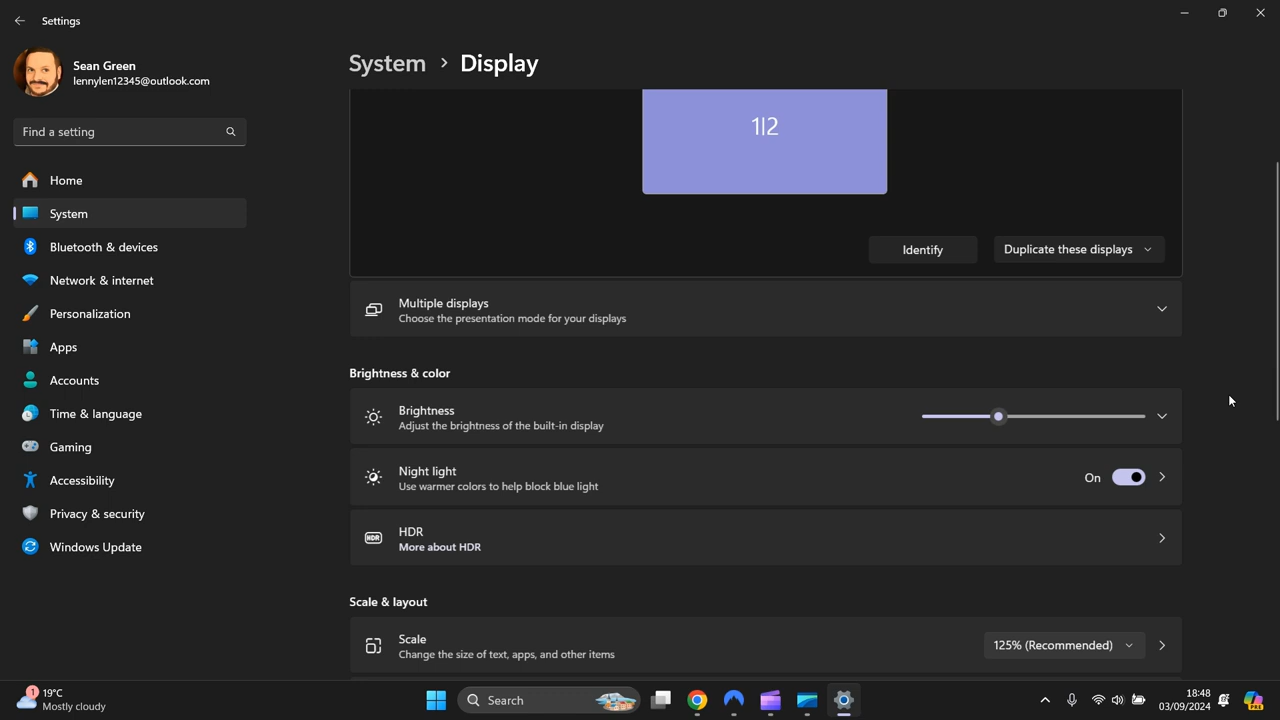 Settings
Sean Green
lennylen12345@outlook.com
Find a setting
Home
System
Bluetooth & devices
Network & internet
Personalization
Apps
Accounts
Time & language
Gaming
Accessibility
Privacy & security
Windows Update
System > Display
1|2
Identify
Duplicate these displays
Multiple displays
Choose the presentation mode for your displays
Brightness & color
Brightness
Adjust the brightness of the built-in display
Night light
Use warmer colors to help block blue light
On
HDR
HDR
More about HDR
Scale & layout
Scale
Change the size of text, apps, and other items
125% (Recommended)
1
19°C
Mostly cloudy
Search
18:48
03/09/2024
PRE